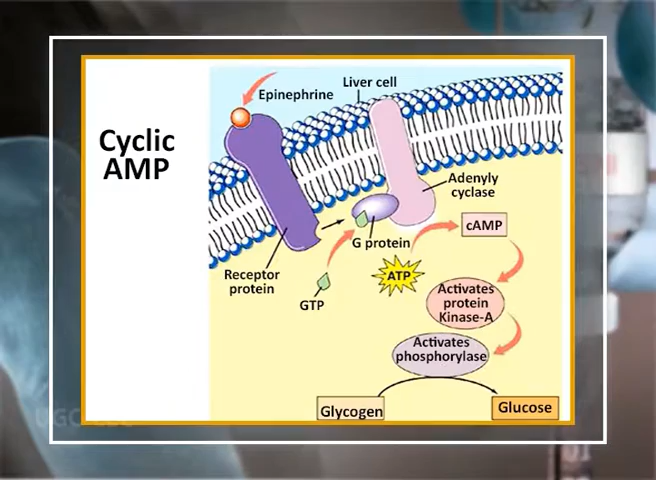 Cyclic
AMP
Epinephrine
Liver cell
Adenyly
cyclase
G protein
cAMP
Receptor
protein
GTP
ATP
Activates
protein
Kinase-A
Activates
phosphorylase
Glycogen
Glucose